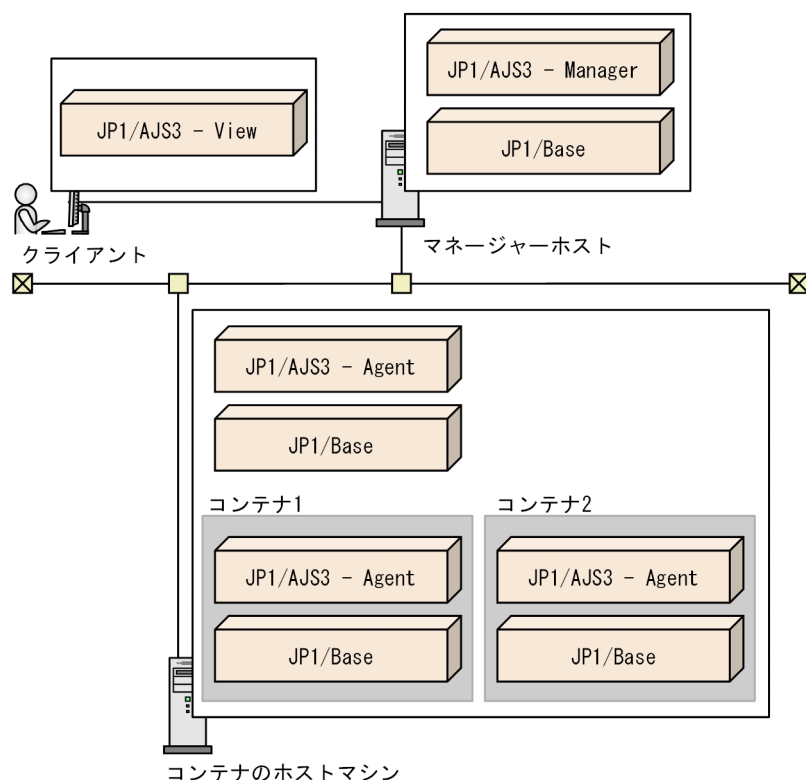 JP1/AJS3 - View
JP1/AJS3 - Manager
JP1/Base
クライアント
マネージャーホスト
JP1/AJS3 - Agent
JP1/Base
コンテナ1
コンテナ2
JP1/AJS3 - Agent
JP1/AJS3 - Agent
JP1/Base
JP1/Base
コンテナのホストマシン